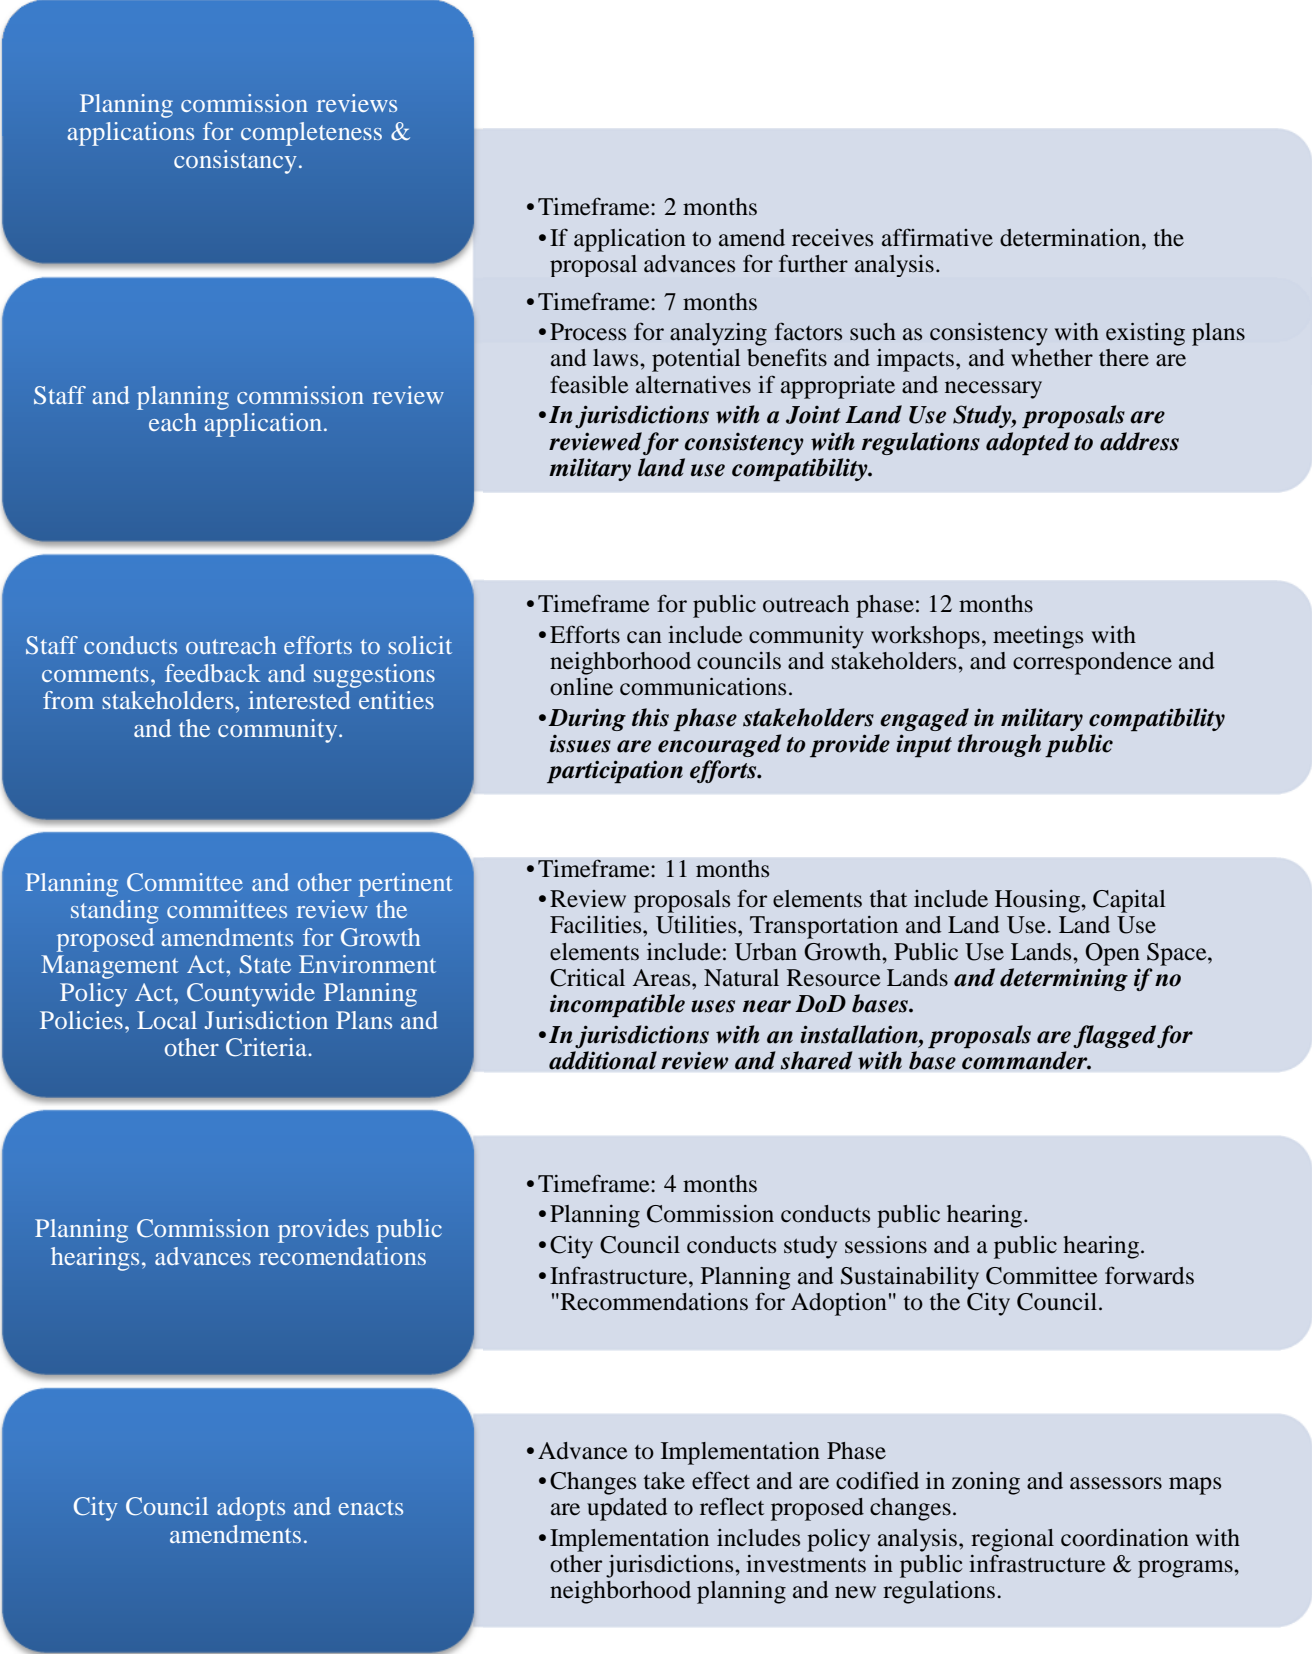 Planning commission reviews
applications for completeness &
consistancy.
•Timeframe: 2 months
•If application to amend receives affirmative determination, the
proposal advances for further analysis.
Staff and planning commission review
each application.
•Timeframe: 7 months
•Process for analyzing factors such as consistency with existing plans
and laws, potential benefits and impacts, and whether there are
feasible alternatives if appropriate and necessary
•In jurisdictions with a Joint Land Use Study, proposals are
reviewed for consistency with regulations adopted to address
military land use compatibility.
Staff conducts outreach efforts to solicit
comments, feedback and suggestions
from stakeholders, interested entities
and the community.
•Timeframe for public outreach phase: 12 months
•Efforts can include community workshops, meetings with
neighborhood councils and stakeholders, and correspondence and
online communications.
•During this phase stakeholders engaged in military compatibility
issues are encouraged to provide input through public
participation efforts.
Planning Committee and other pertinent
standing committees review the
proposed amendments for Growth
Management Act, State Environment
Policy Act, Countywide Planning
Policies, Local Jurisdiction Plans and
other Criteria.
•Timeframe: 11 months
•Review proposals for elements that include Housing, Capital
Facilities, Utilities, Transportation and Land Use. Land Use
elements include: Urban Growth, Public Use Lands, Open Space,
Critical Areas, Natural Resource Lands and determining if no
incompatible uses near DoD bases.
•In jurisdictions with an installation, proposals are flagged for
additional review and shared with base commander.
Planning Commission provides public
hearings, advances recomendations
•Timeframe: 4 months
•Planning Commission conducts public hearing.
•City Council conducts study sessions and a public hearing.
•Infrastructure, Planning and Sustainability Committee forwards
"Recommendations for Adoption" to the City Council.
City Council adopts and enacts
amendments.
•Advance to Implementation Phase
•Changes take effect and are codified in zoning and assessors maps
are updated to reflect proposed changes.
•Implementation includes policy analysis, regional coordination with
other jurisdictions, investments in public infrastructure & programs,
neighborhood planning and new regulations.